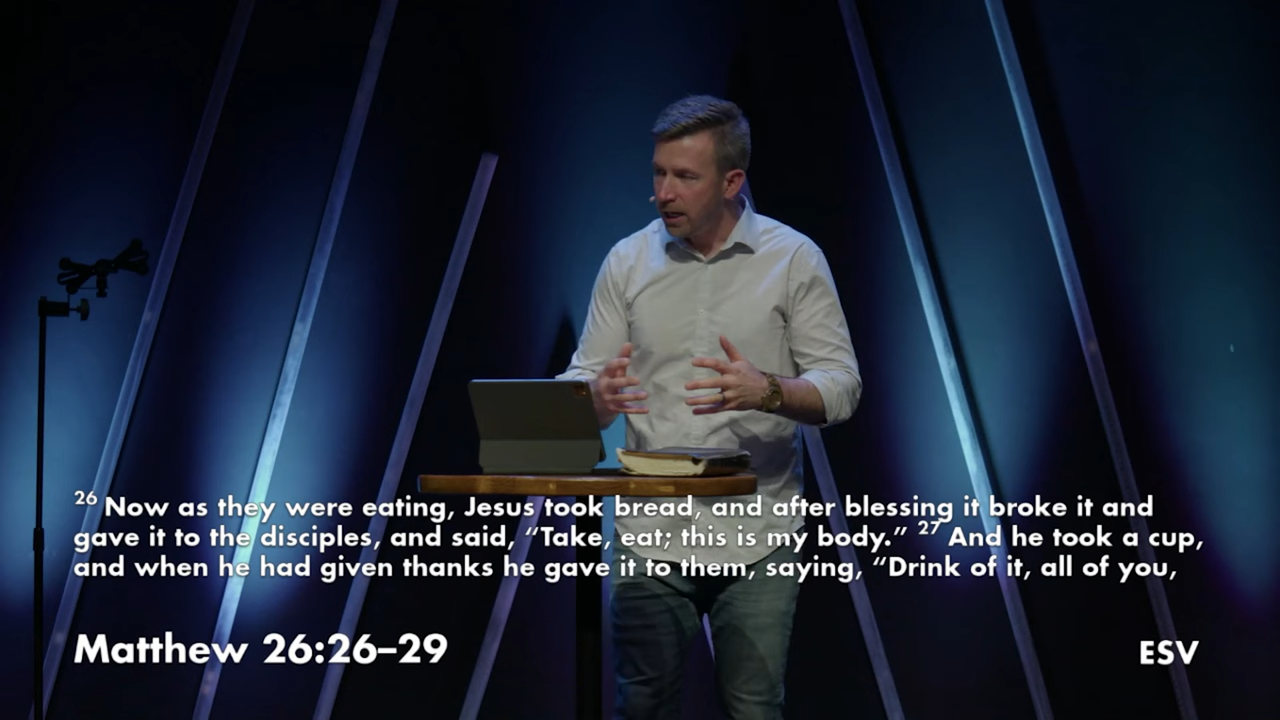 26 Now as they were eating, Jesus took bread, and after blessing it broke it and
gave it to the disciples, and said, “Take, eat; this is my body.” 27 And he took a cup,
and when he had given thanks he gave it to them, saying, “Drink of it, all of you,
Matthew 26:26–29
ESV